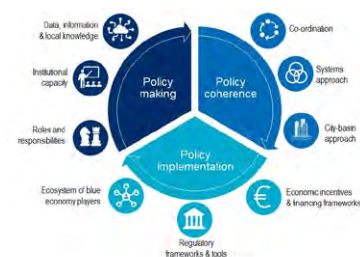 Data, information
& local knowledge
Institutional
capacity
Roles and
responsibilities
Policy
making
Policy
coherence
Policy
implementation
Co-ordination
Systems
approach
City-basin
approach
Economic incentives
& financing frameworks
Regulatory
frameworks & tools
Ecosystem of blue
economy players
€